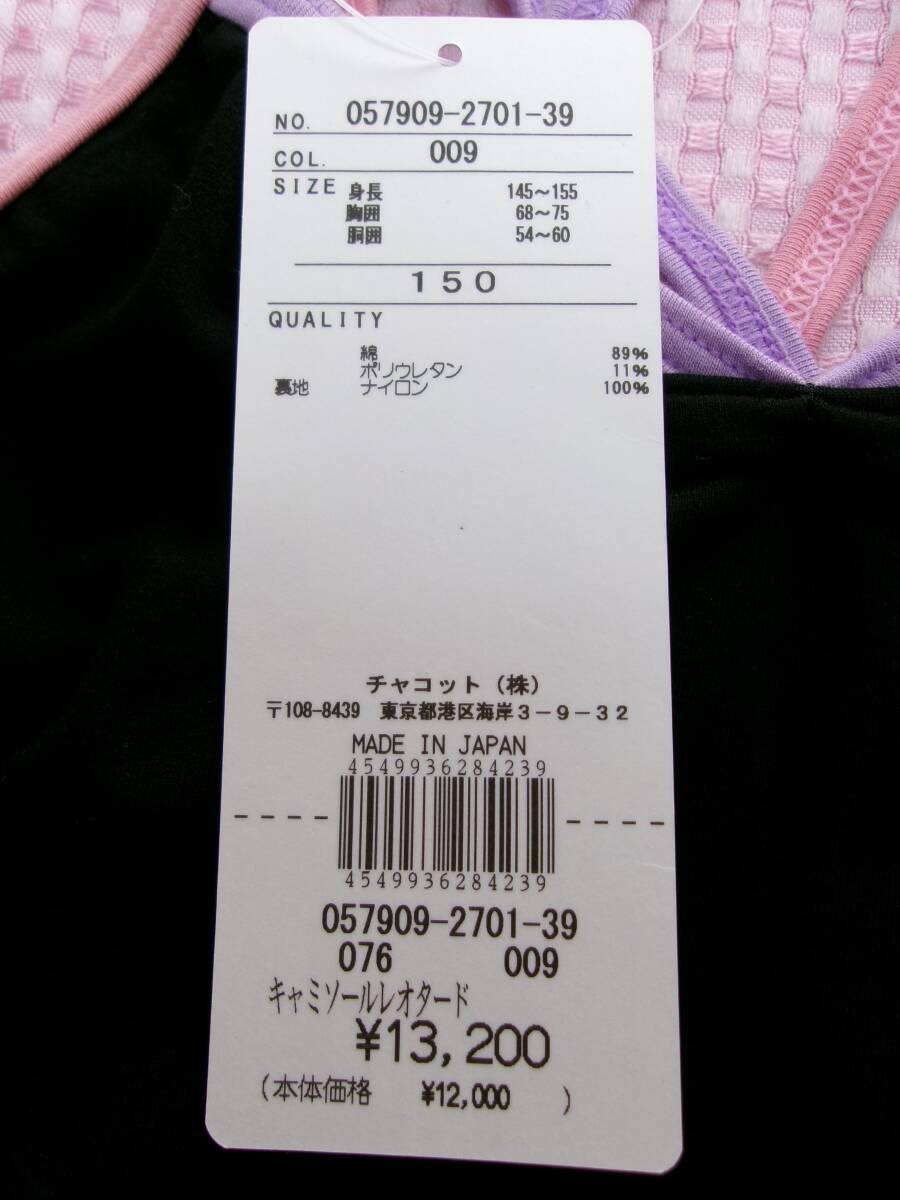 NO. 057909-2701-39
COL. 009
SIZE 身長 145~155
胸囲 68~75
胴囲 54~60
150
QUALITY
綿 89%
ポリウレタン 11%
裏地 ナイロン 100%
チャコット(株)
〒108-8439 東京都港区海岸3-9-32
MADE IN JAPAN
4549936284239
4549936284239
057909-2701-39
076 009
キャミソールレオタード
¥13,200
(本体価格 ¥12,000 )